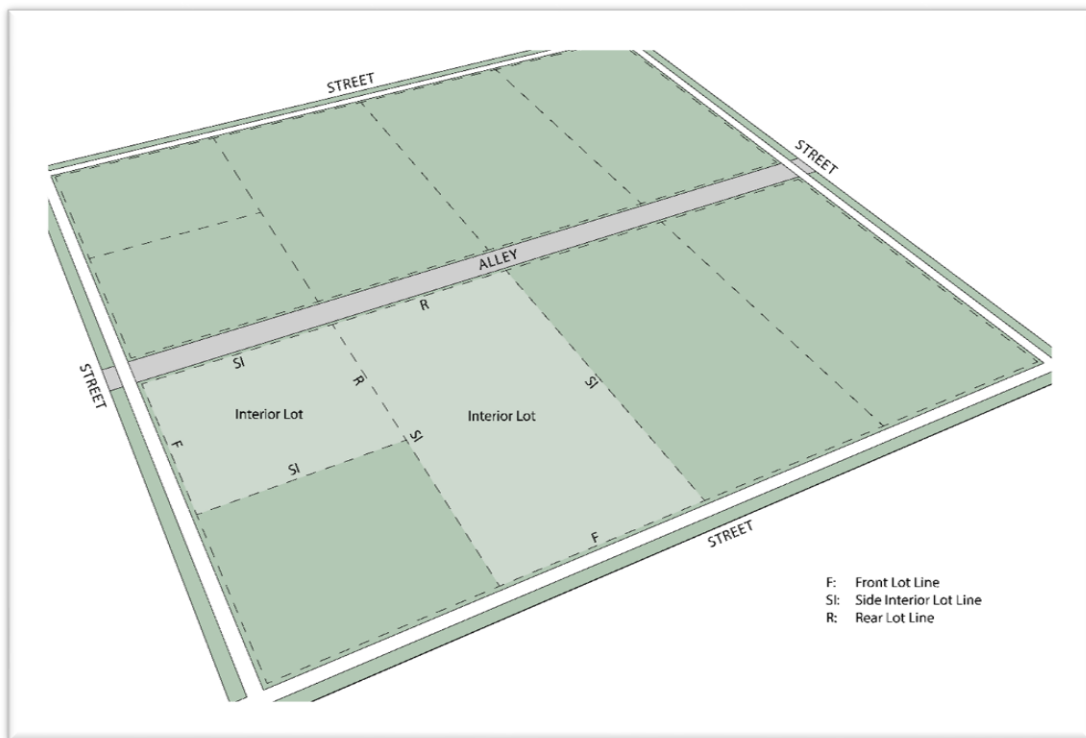 STREET
STREET
ALLEY
R
SI
STREET
R
SI
Interior Lot
Interior Lot
F
SI
SI
F
STREET
F: Front Lot Line
SI: Side Interior Lot Line
R: Rear Lot Line